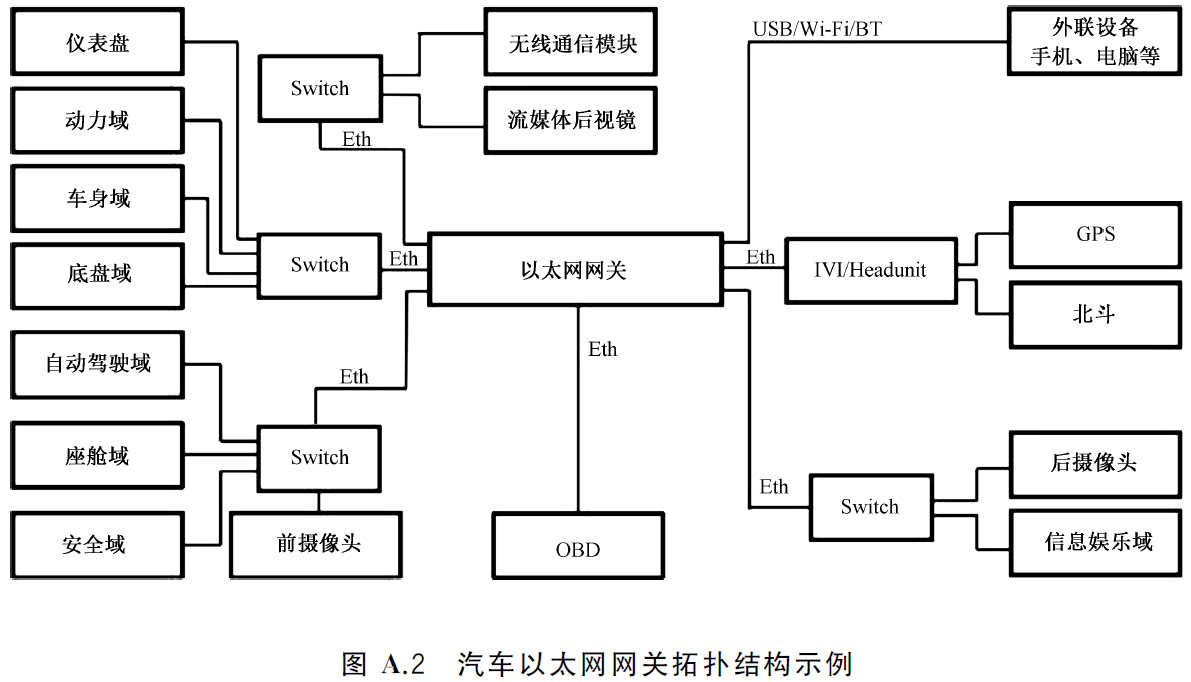 仪表盘
动力域
车身域
底盘域
自动驾驶域
座舱域
安全域
Switch
无线通信模块
流媒体后视镜
Eth
Switch
Eth
以太网网关
Eth
Switch
前摄像头
Eth
OBD
USB/Wi-Fi/BT
外联设备
手机、电脑等
Eth
IVI/Headunit
GPS
北斗
Eth
Switch
后摄像头
信息娱乐域
图 A.2 汽车以太网网关拓扑结构示例